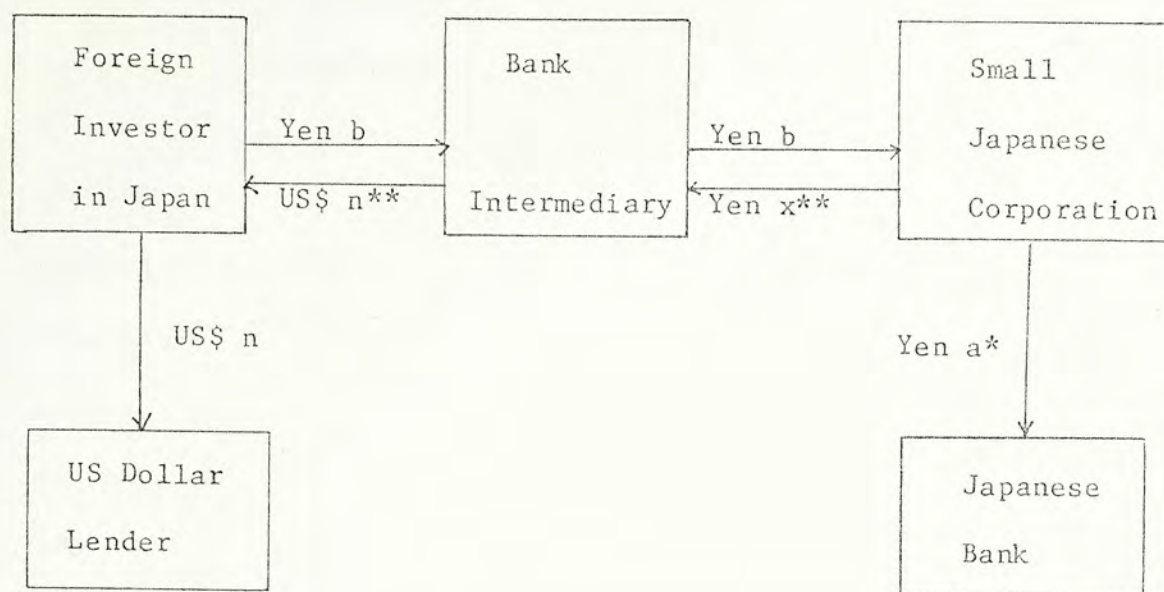 Foreign
Investor
in Japan
Yen b
US$ n**
Bank
Intermediary
Yen b
Yen x**
Small
Japanese
Corporation
US$ n
Yen a*
US Dollar
Lender
Japanese
Bank